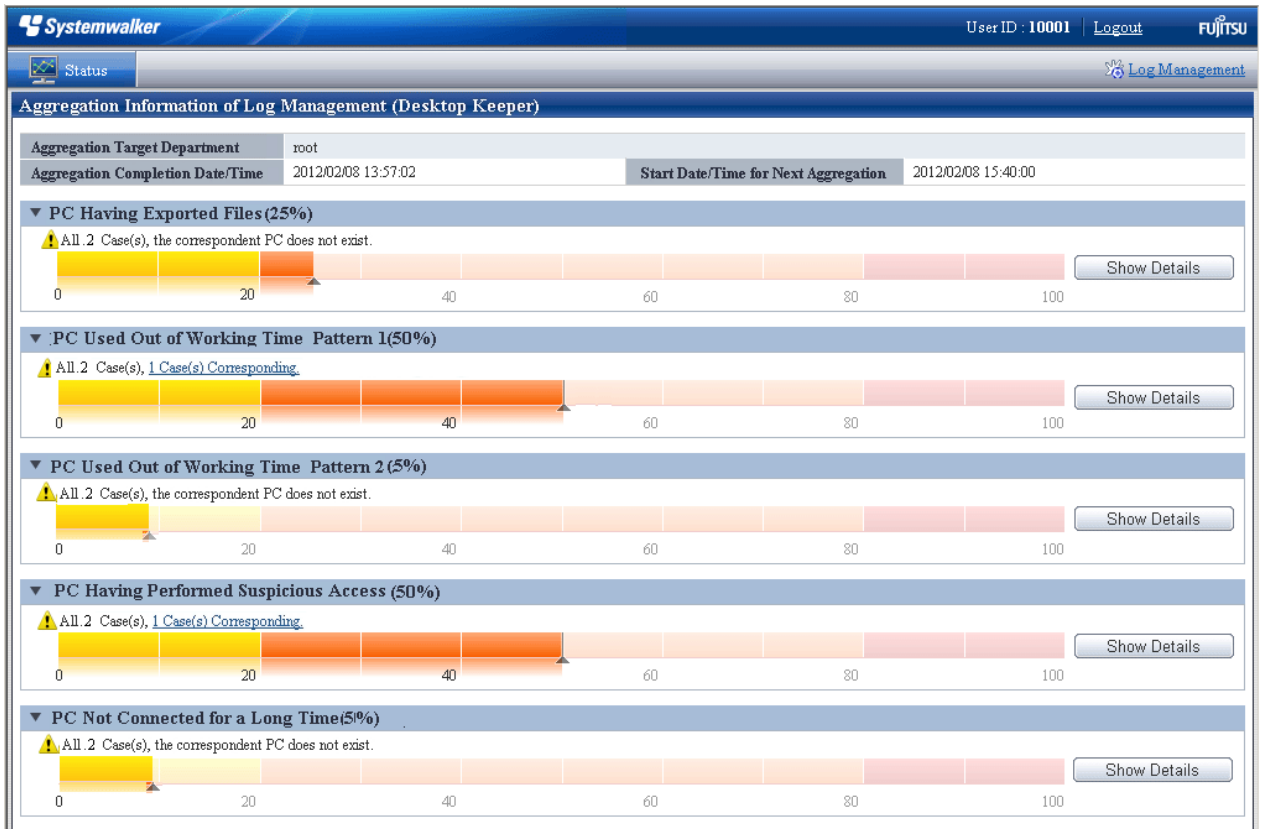 Systemwalker User ID : 10001 Logout FUJITSU
Status Log Management
Aggregation Information of Log Management (Desktop Keeper)
Aggregation Target Department root
Aggregation Completion Date/Time 2012/02/08 13:57:02 Start Date/Time for Next Aggregation 2012/02/08 15:40:00
PC Having Exported Files(25%)
All.2 Case(s), the correspondent PC does not exist.
Show Details
0 20 40 60 80 100
PC Used Out of Working Time Pattern 1(50%)
All.2 Case(s), 1 Case(s) Corresponding.
Show Details
0 20 40 60 80 100
PC Used Out of Working Time Pattern 2(5%)
All.2 Case(s), the correspondent PC does not exist.
Show Details
0 20 40 60 80 100
PC Having Performed Suspicious Access (50%)
All.2 Case(s), 1 Case(s) Corresponding.
Show Details
0 20 40 60 80 100
PC Not Connected for a Long Time(5%)
All.2 Case(s), the correspondent PC does not exist.
Show Details
0 20 40 60 80 100